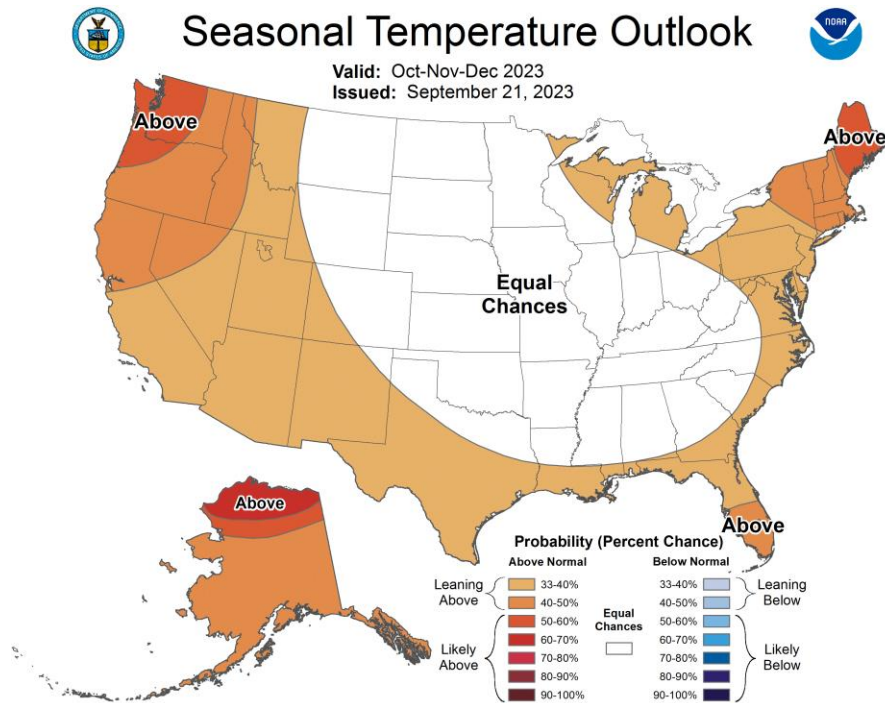 Seasonal Temperature Outlook
NOAA
Valid: Oct-Nov-Dec 2023
Issued: September 21, 2023
Above
Above
Equal
Chances
Above
Above
Probability (Percent Chance)
Above Normal
Below Normal
Leaning
Above
33-40%
40-50%
Likely
Above
50-60%
60-70%
70-80%
80-90%
90-100%
Equal
Chances
33-40%
40-50%
Leaning
Below
50-60%
60-70%
70-80%
80-90%
90-100%
Likely
Below